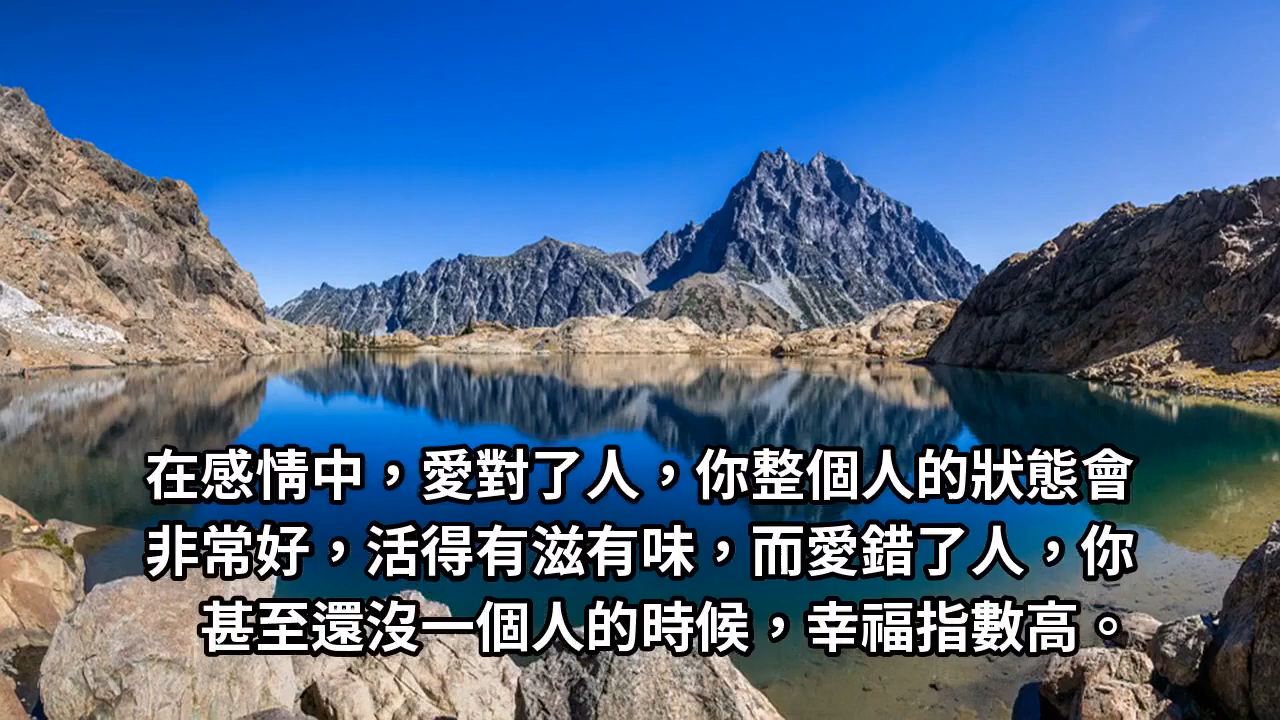 在感情中，愛對了人，你整個人的狀態會
非常好，活得有滋有味，而愛錯了人，你
甚至還沒一個人的時候，幸福指數高。